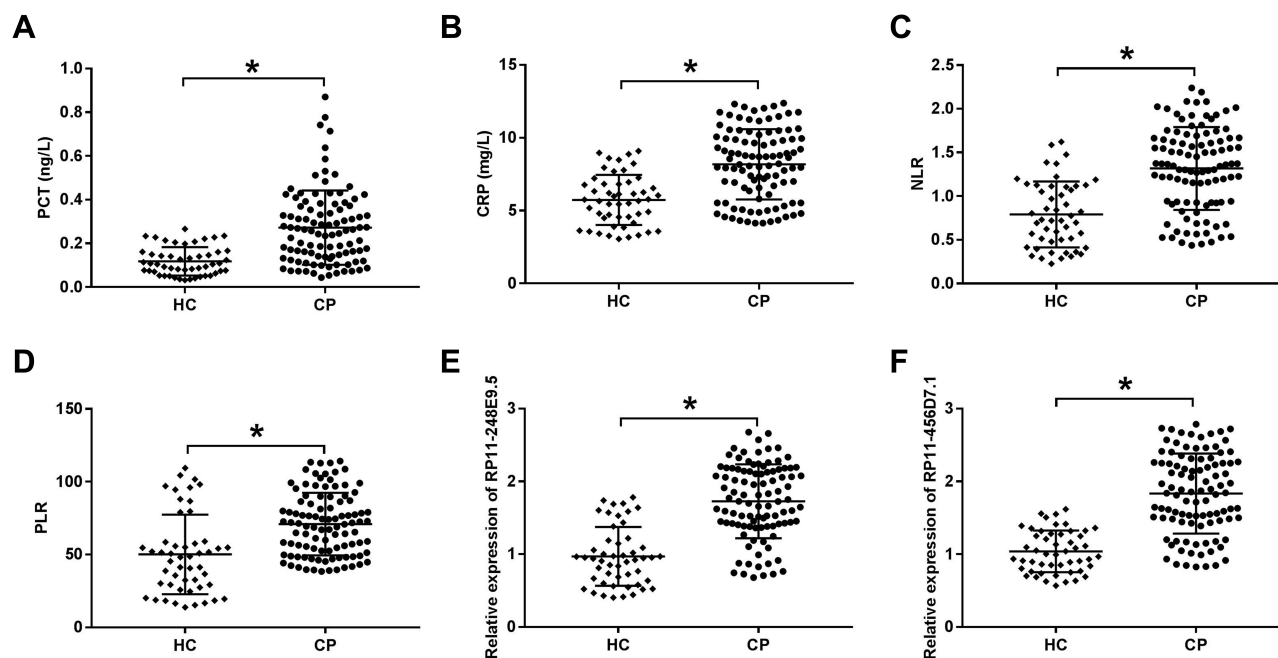 A
PCT (ng/L)
1.0
0.8
0.6
0.4
0.2
0.0
*
HC
CP
B
CRP (mg/L)
15
10
5
0
*
HC
CP
C
NLR
2.5
2.0
1.5
1.0
0.5
0.0
*
HC
CP
D
PLR
150
100
50
0
*
HC
CP
E
Relative expression of RP11-248E9.5
3
2
1
0
*
HC
CP
F
Relative expression of RP11-456D7.1
3
2
1
0
*
HC
CP